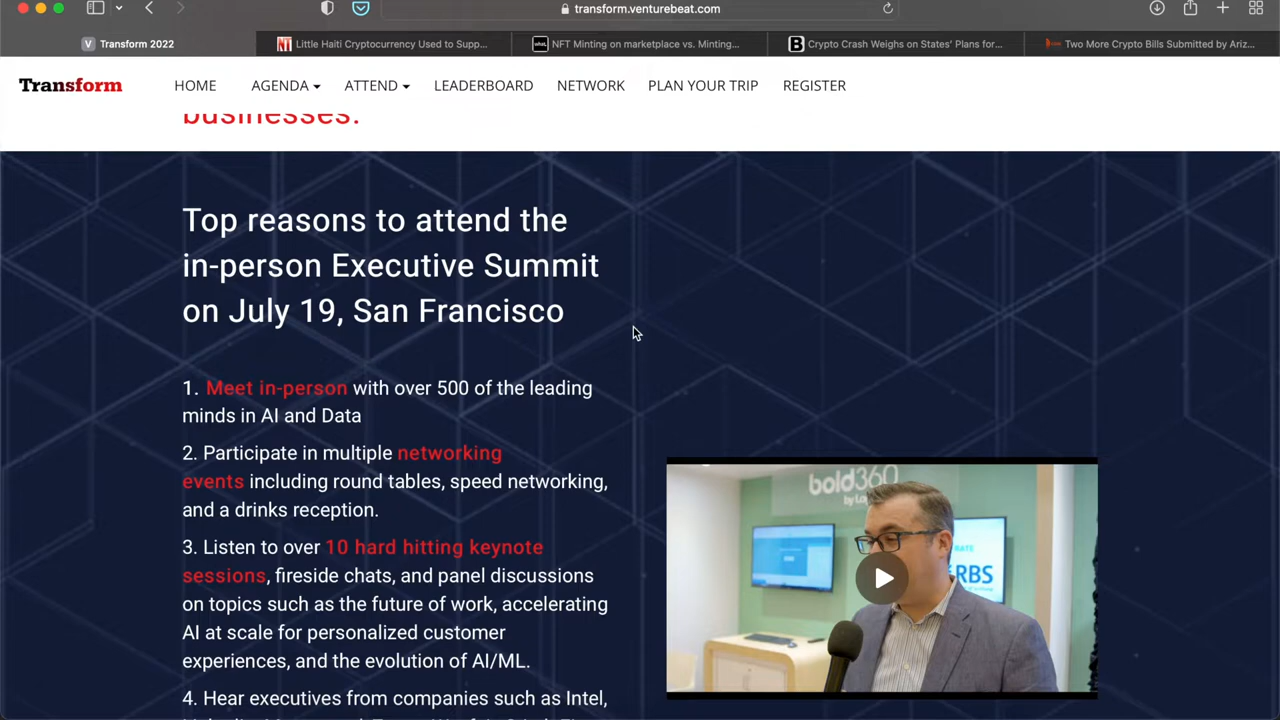 transform.venturebeat.com
V Transform 2022
NT Little Haiti Cryptocurrency Used to Supp...
what. NFT Minting on marketplace vs. Minting...
B Crypto Crash Weighs on States' Plans for...
Two More Crypto Bills Submitted by Ariz...
Transform
HOME AGENDA ATTEND LEADERBOARD NETWORK PLAN YOUR TRIP REGISTER
businesses.
Top reasons to attend the
in-person Executive Summit
on July 19, San Francisco
1. Meet in-person with over 500 of the leading
minds in AI and Data
2. Participate in multiple networking
events including round tables, speed networking,
and a drinks reception.
3. Listen to over 10 hard hitting keynote
sessions, fireside chats, and panel discussions
on topics such as the future of work, accelerating
AI at scale for personalized customer
experiences, and the evolution of AI/ML.
4. Hear executives from companies such as Intel,
bold360
by Lo
RATE
RBS